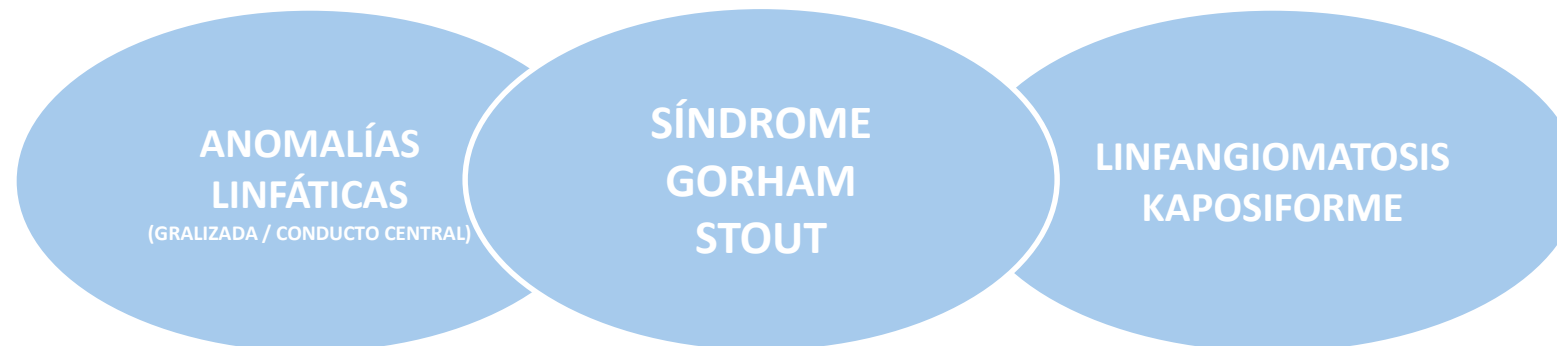 ANOMALÍAS
LINFÁTICAS
(GRALIZADA / CONDUCTO CENTRAL)
SÍNDROME
GORHAM
STOUT
LINFANGIOMATOSIS
KAPOSIFORME